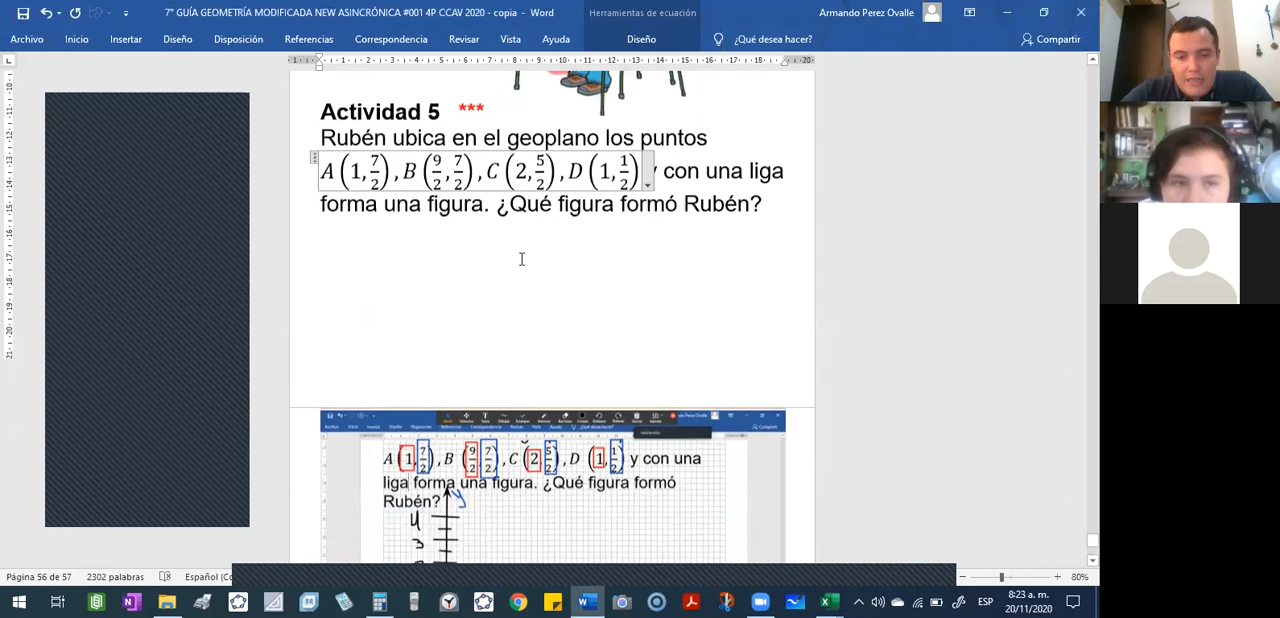 7° GUÍA GEOMETRÍA MODIFICADA NEW ASINCRÓNICA #001 4P CCAV 2020 - copia - Word
Herramientas de ecuación
Armando Perez Ovalle
Archivo Inicio Insertar Diseño Disposición Referencias Correspondencia Revisar Vista Ayuda Diseño ¿Qué desea hacer? Compartir
Actividad 5 ***
Rubén ubica en el geoplano los puntos
A (1, 7/2), B (9/2, 7/2), C (2, 5/2), D (1, 1/2) y con una liga
forma una figura. ¿Qué figura formó Rubén?
A (1, 7/2), B (9/2, 7/2), C (2, 5/2), D (1, 1/2) y con una
liga forma una figura. ¿Qué figura formó
Rubén?
y
4
3
Página 56 de 57 2302 palabras Español (Co 80%
ESP
8:23 a. m.
20/11/2020